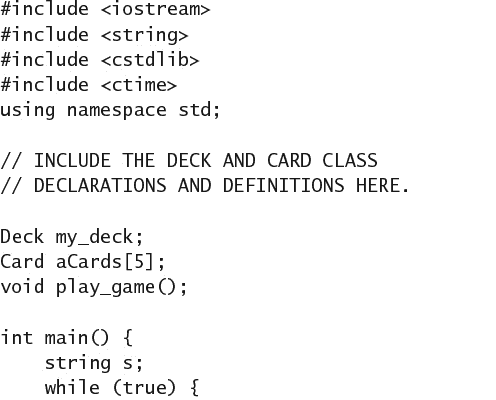 #include <iostream>
#include <string>
#include <cstdlib>
#include <ctime>
using namespace std;

// INCLUDE THE DECK AND CARD CLASS
// DECLARATIONS AND DEFINITIONS HERE.

Deck my_deck;
Card aCards[5];
void play_game();

int main() {
    string s;
    while (true) {